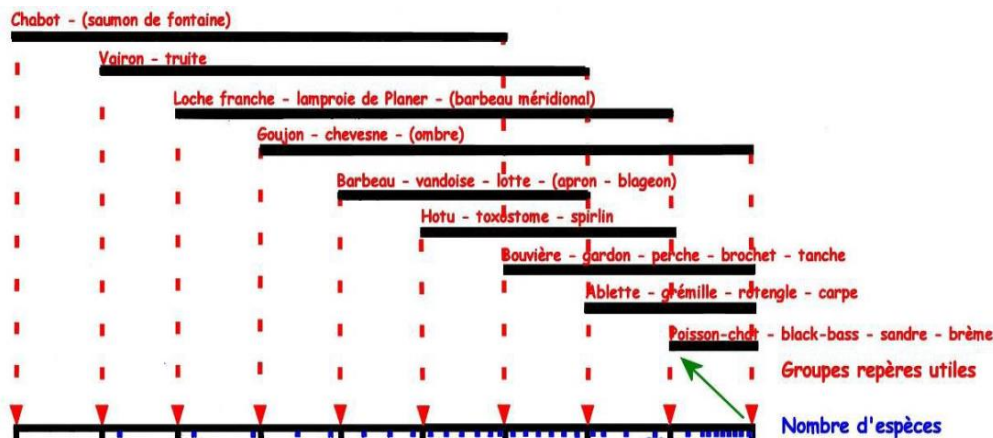 Chabot - (saumon de fontaine)
Vairon - truite
Loche franche - lamproie de Planer - (barbeau méridional)
Goujon - chevesne - (ombre)
Barbeau - vandoise - lotte - (apron - blageon)
Hotu - toxostome - spirlin
Bouvière - gardon - perche - brochet - tanche
Ablette - grémille - rotengle - carpe
Poisson-chat - black-bass - sandre - brème
Groupes repères utiles
Nombre d'espèces